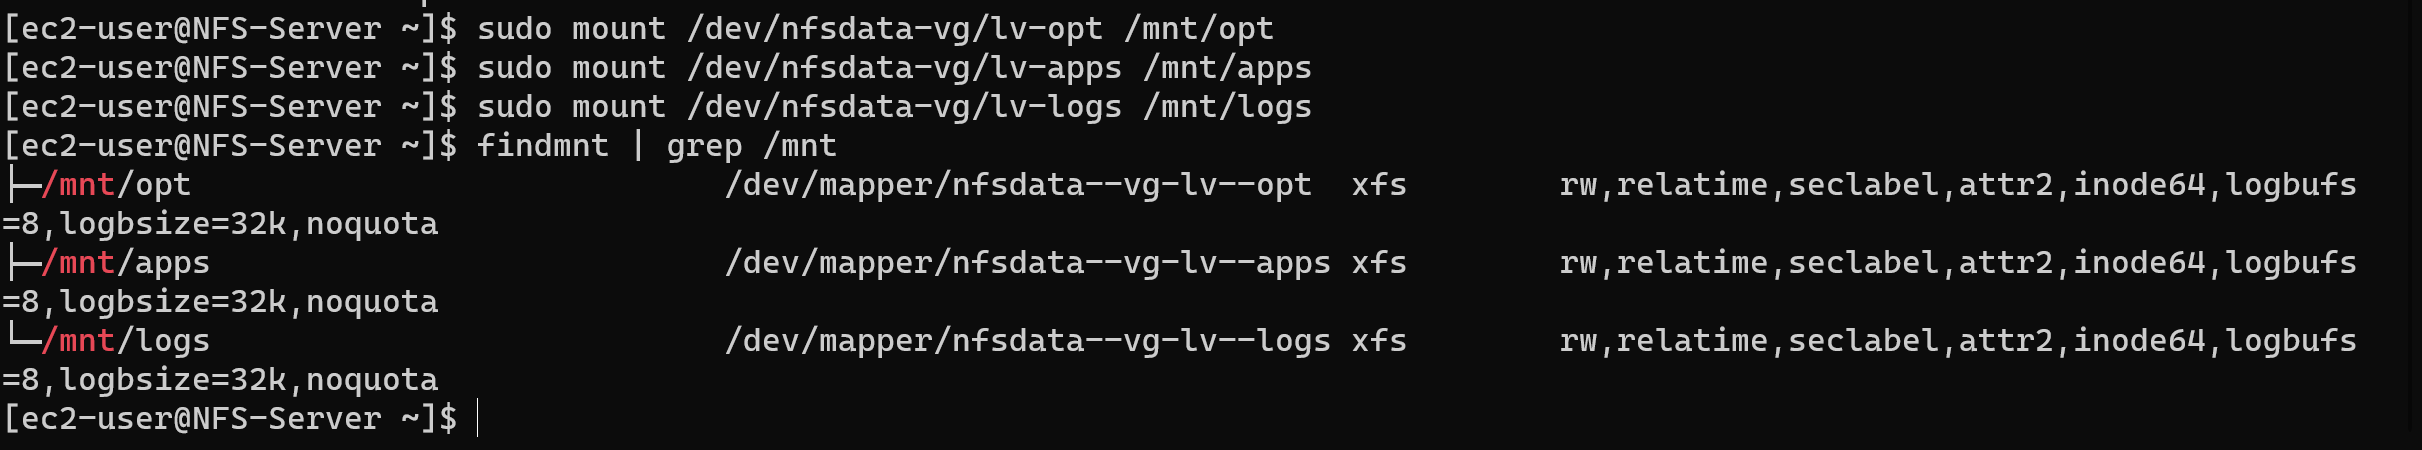 [ec2-user@NFS-Server ~]$ sudo mount /dev/nfsdata-vg/lv-opt /mnt/opt
[ec2-user@NFS-Server ~]$ sudo mount /dev/nfsdata-vg/lv-apps /mnt/apps
[ec2-user@NFS-Server ~]$ sudo mount /dev/nfsdata-vg/lv-logs /mnt/logs
[ec2-user@NFS-Server ~]$ findmnt | grep /mnt
├─/mnt/opt                            /dev/mapper/nfsdata--vg-lv--opt  xfs        rw,relatime,seclabel,attr2,inode64,logbufs
=8,logbsize=32k,noquota
├─/mnt/apps                           /dev/mapper/nfsdata--vg-lv--apps xfs        rw,relatime,seclabel,attr2,inode64,logbufs
=8,logbsize=32k,noquota
└─/mnt/logs                           /dev/mapper/nfsdata--vg-lv--logs xfs        rw,relatime,seclabel,attr2,inode64,logbufs
=8,logbsize=32k,noquota
[ec2-user@NFS-Server ~]$